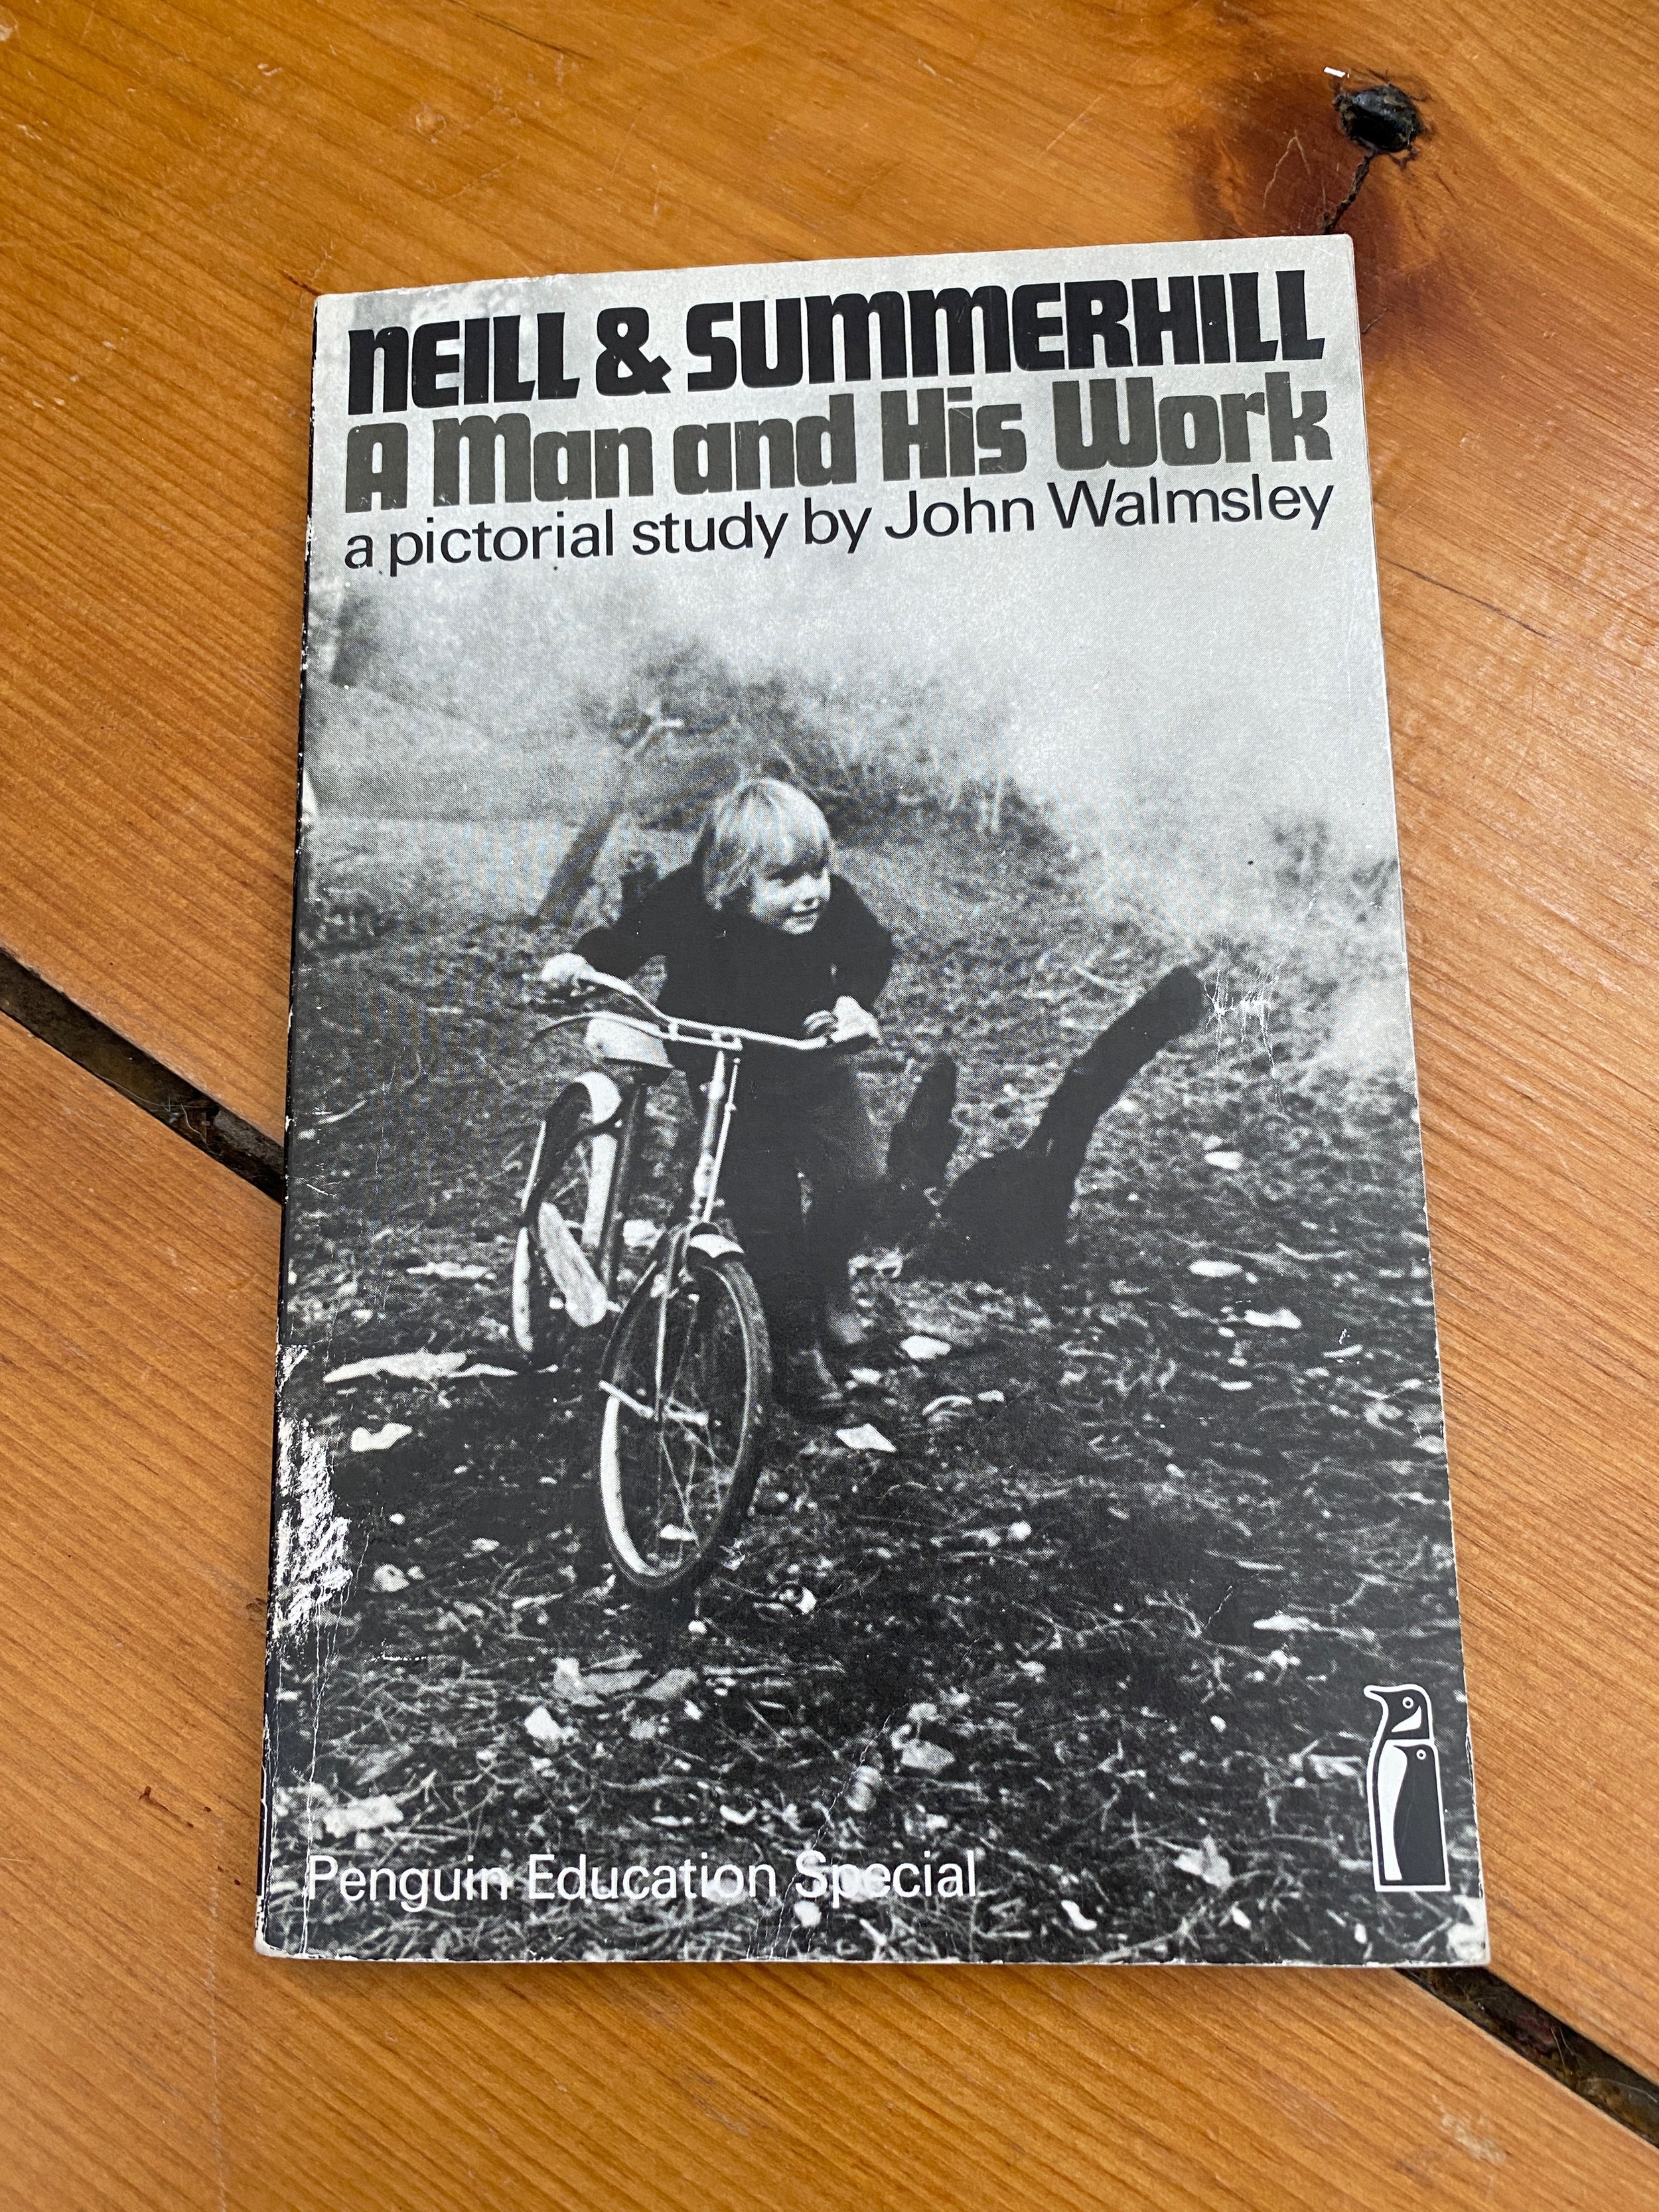 NEILL & SUMMERHILL
A Man and His Work
a pictorial study by John Walmsley
Penguin Education Special